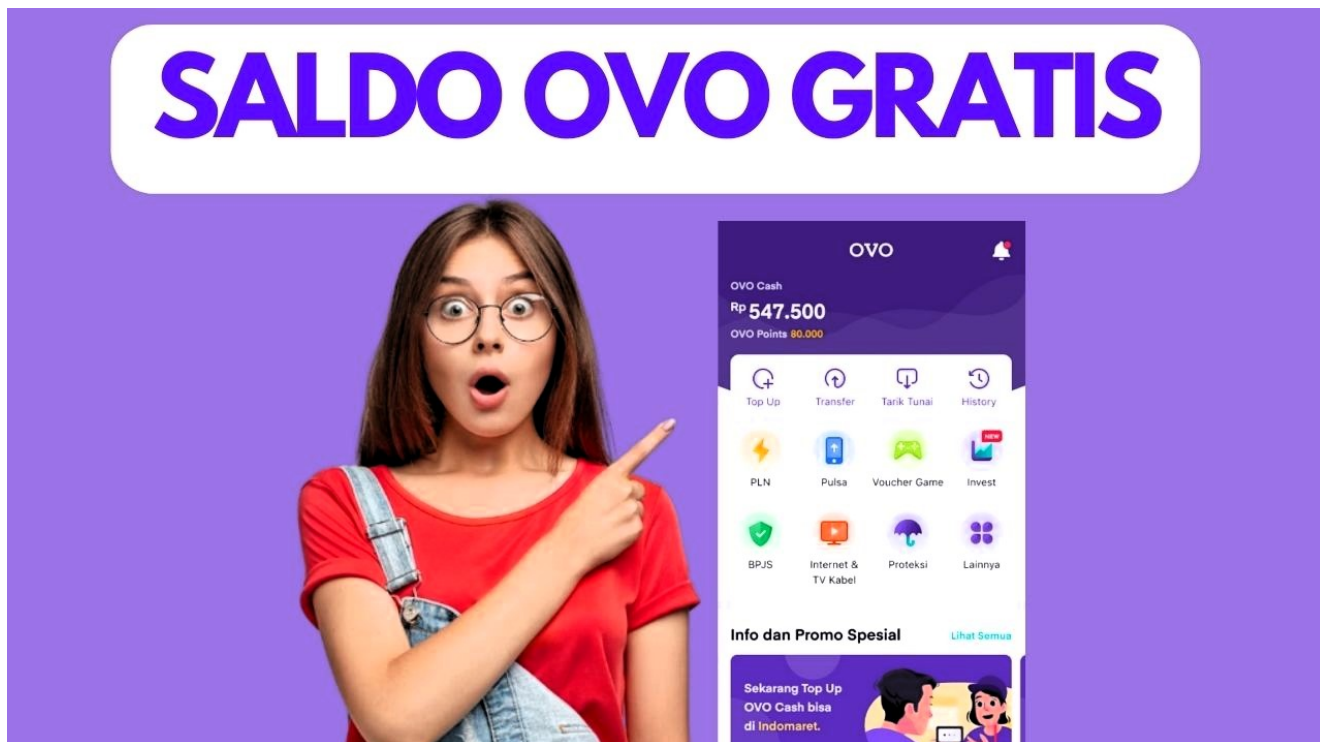 SALDO OVO GRATIS
OVO
OVO Cash
Rp 547.500
OVO Points 80.000
Top Up Transfer Tarik Tunai History
NEW
PLN Pulsa Voucher Game Invest
BPJS Internet & Proteksi Lainnya
TV Kabel
Info dan Promo Spesial Lihat Semua
Sekarang Top Up
OVO Cash bisa
di Indomaret.